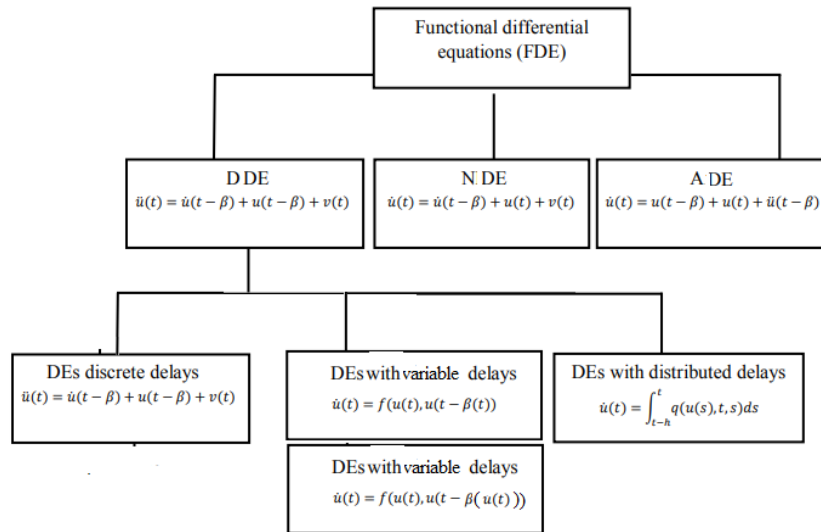 Functional differential
equations (FDE)
D DE
ü(t) = u̇(t − β) + u(t − β) + v(t)
N DE
u̇(t) = u̇(t − β) + u(t) + v(t)
A DE
u̇(t) = u(t − β) + u(t) + ü(t − β)
DEs discrete delays
ü(t) = u̇(t − β) + u(t − β) + v(t)
DEs with variable delays
u̇(t) = f(u(t), u(t − β(t))
DEs with distributed delays
u̇(t) = ∫_{t−h}^{t} q(u(s), t, s)ds
DEs with variable delays
u̇(t) = f(u(t), u(t − β( u(t) ))